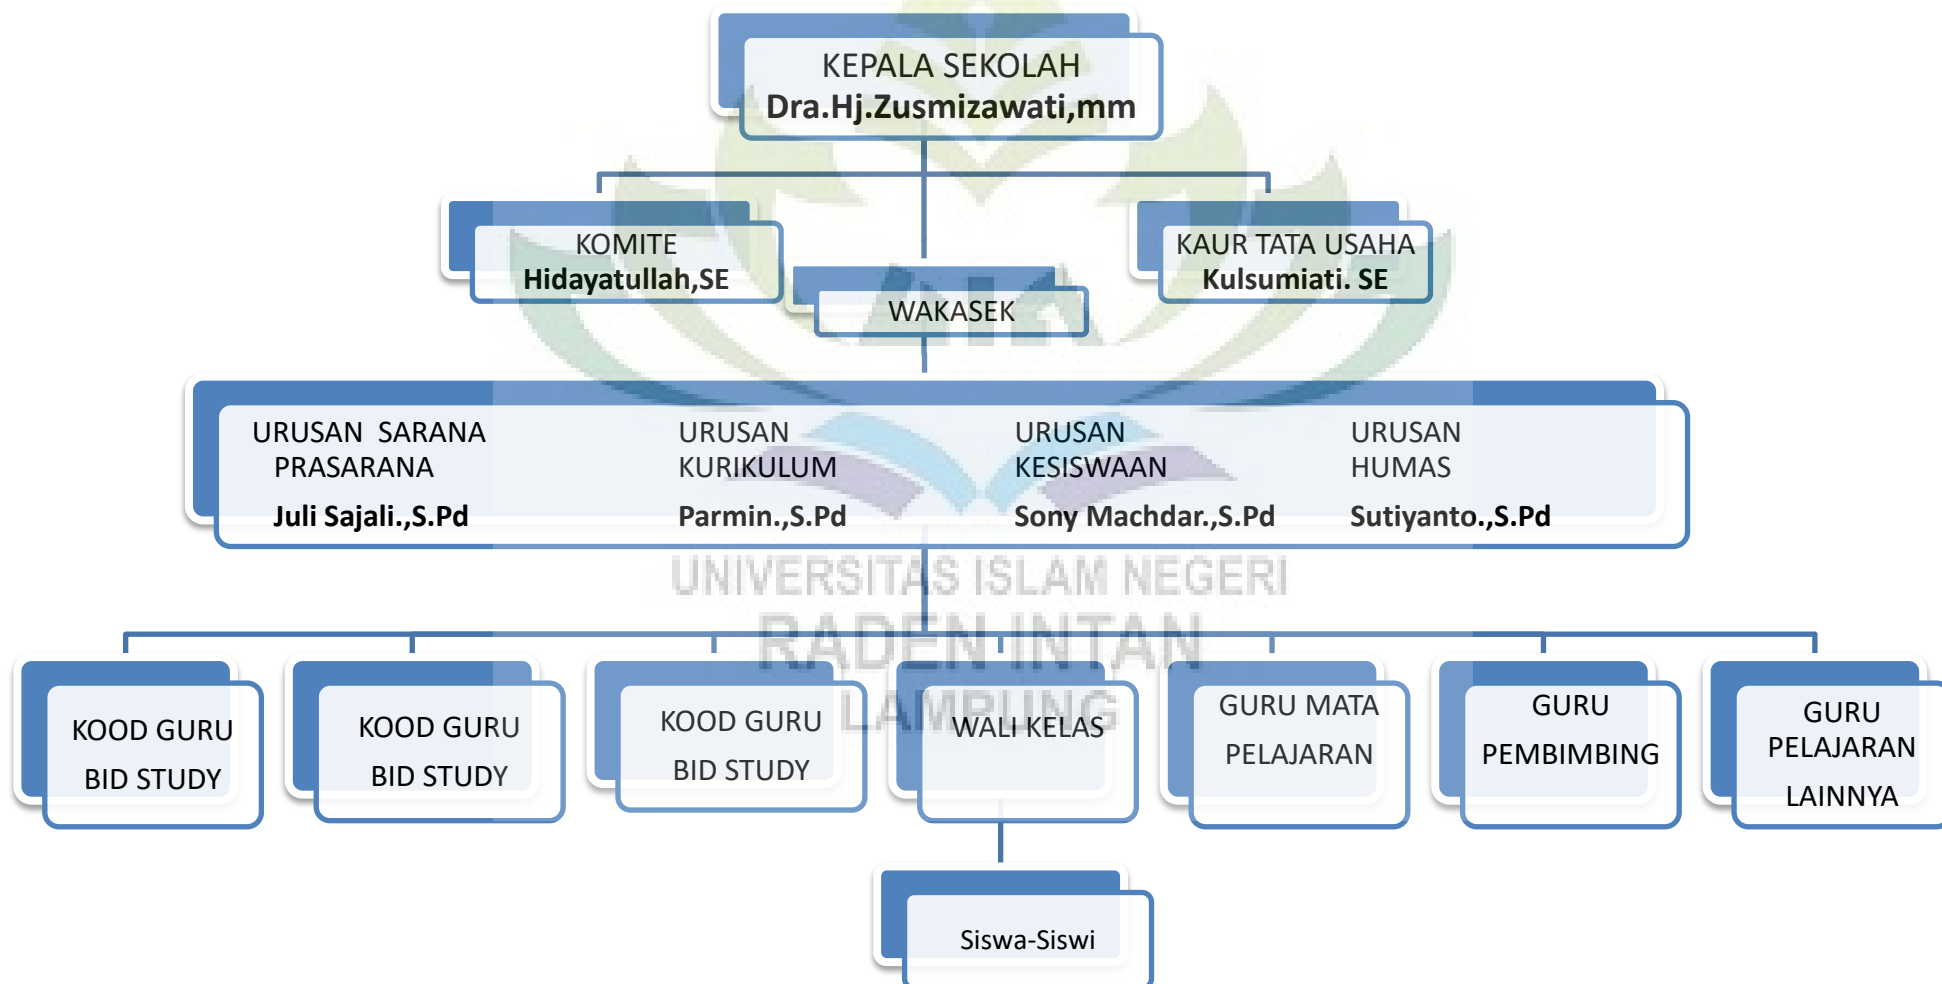 KEPALA SEKOLAH
Dra.Hj.Zusmizawati,mm
KOMITE
Hidayatullah,SE
KAUR TATA USAHA
Kulsumiati. SE
WAKASEK
URUSAN SARANA
PRASARANA
Juli Sajali.,S.Pd
URUSAN
KURIKULUM
Parmin.,S.Pd
URUSAN
KESISWAAN
Sony Machdar.,S.Pd
URUSAN
HUMAS
Sutiyanto.,S.Pd
UNIVERSITAS ISLAM NEGERI
RADEN INTAN
LAMPUNG
KOOD GURU
BID STUDY
KOOD GURU
BID STUDY
KOOD GURU
BID STUDY
WALI KELAS
GURU MATA
PELAJARAN
GURU
PEMBIMBING
GURU
PELAJARAN
LAINNYA
Siswa-Siswi